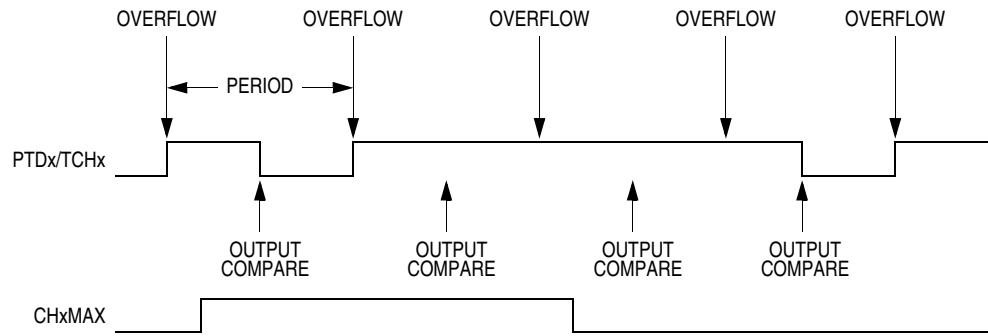 OVERFLOW OVERFLOW OVERFLOW OVERFLOW OVERFLOW
PERIOD
PTDx/TCHx
OUTPUT OUTPUT OUTPUT OUTPUT
COMPARE COMPARE COMPARE COMPARE
CHxMAX